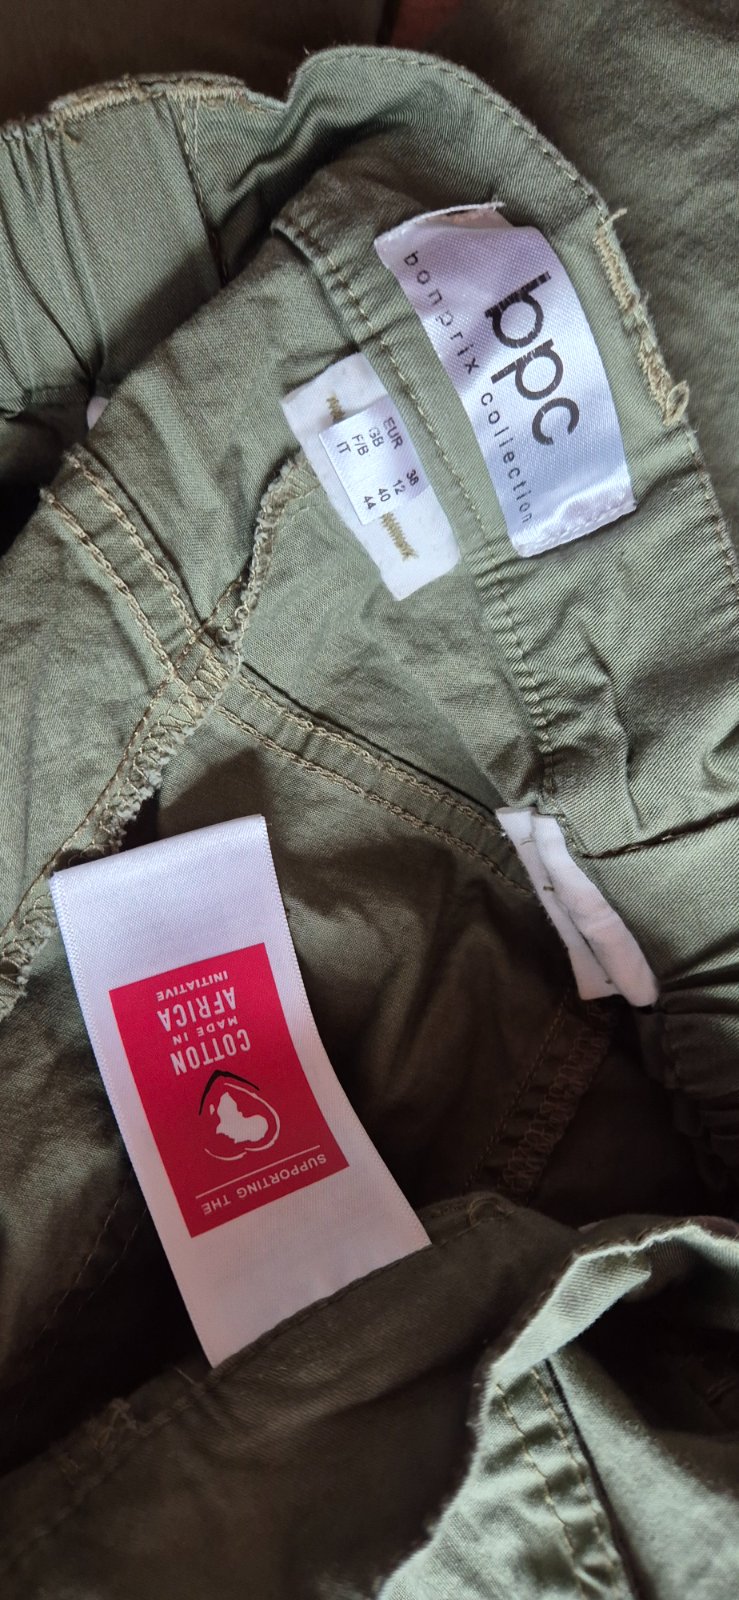 bpc
bonprix collection
EUR 38
GB 12
F/B 40
IT 44
SUPPORTING THE
COTTON
MADE IN
AFRICA
INITIATIVE